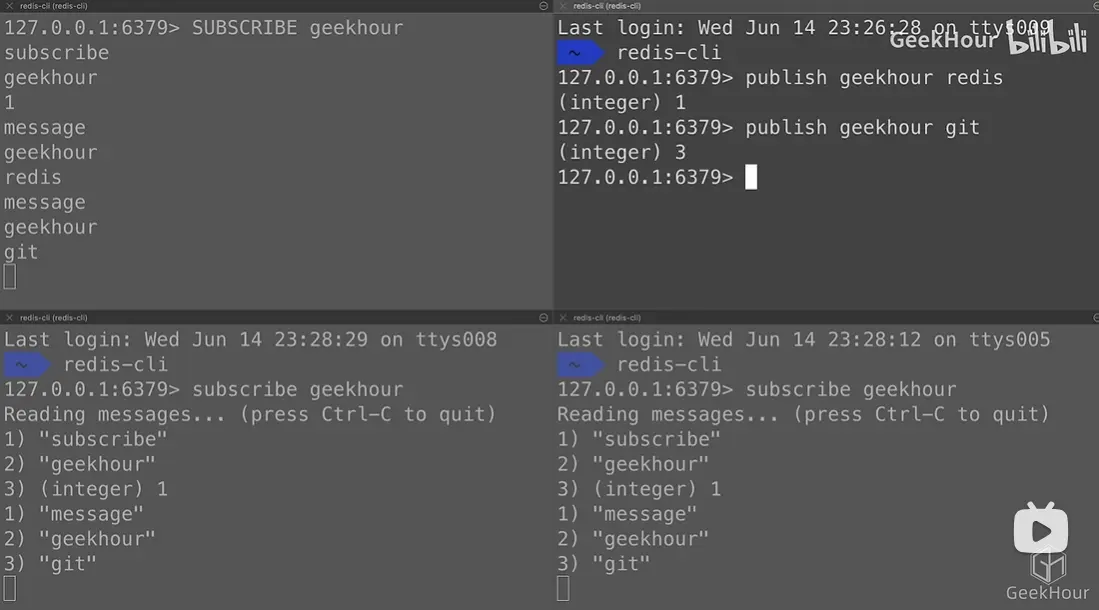 redis-cli (redis-cli)
127.0.0.1:6379> SUBSCRIBE geekhour
subscribe
geekhour
1
message
geekhour
redis
message
geekhour
git
redis-cli (redis-cli)
Last login: Wed Jun 14 23:26:28 on ttys009
GeekHour bilibili
~ redis-cli
127.0.0.1:6379> publish geekhour redis
(integer) 1
127.0.0.1:6379> publish geekhour git
(integer) 3
127.0.0.1:6379>
redis-cli (redis-cli)
Last login: Wed Jun 14 23:28:29 on ttys008
~ redis-cli
127.0.0.1:6379> subscribe geekhour
Reading messages... (press Ctrl-C to quit)
1) "subscribe"
2) "geekhour"
3) (integer) 1
1) "message"
2) "geekhour"
3) "git"
redis-cli (redis-cli)
Last login: Wed Jun 14 23:28:12 on ttys005
~ redis-cli
127.0.0.1:6379> subscribe geekhour
Reading messages... (press Ctrl-C to quit)
1) "subscribe"
2) "geekhour"
3) (integer) 1
1) "message"
2) "geekhour"
3) "git"
GeekHour